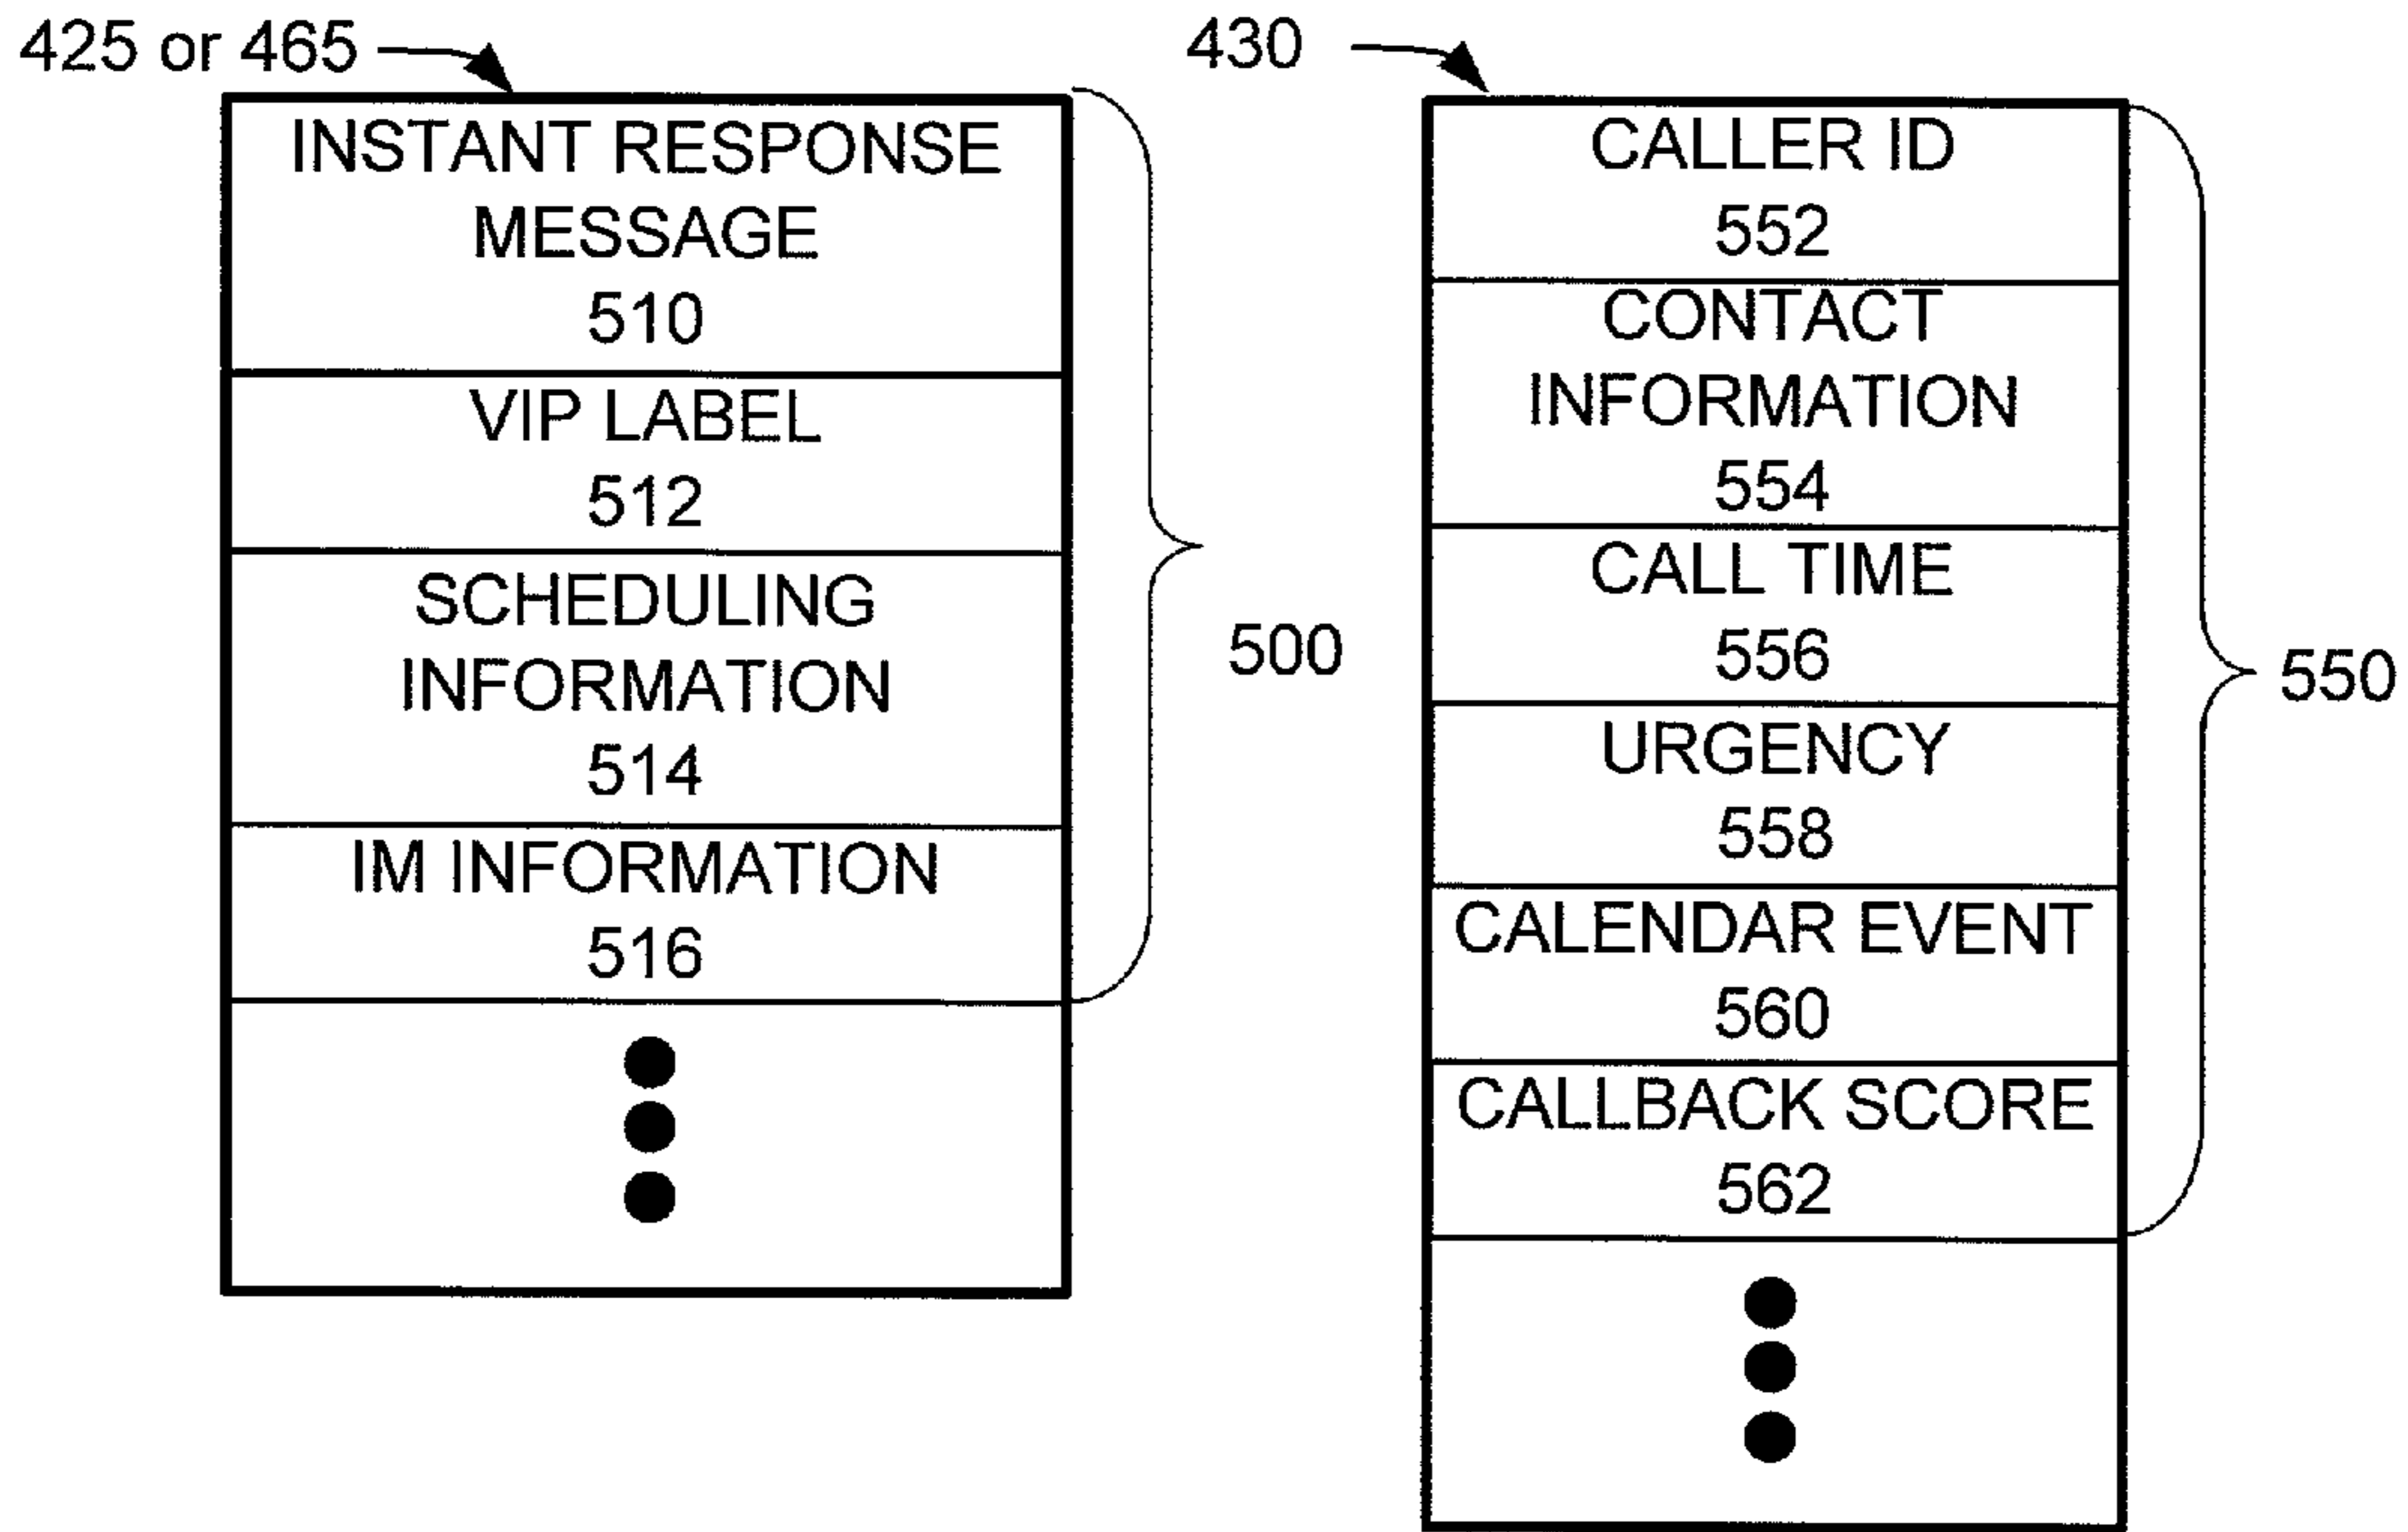 425 or 465
INSTANT RESPONSE
MESSAGE
510
VIP LABEL
512
SCHEDULING
INFORMATION
514
IM INFORMATION
516
500
430
CALLER ID
552
CONTACT
INFORMATION
554
CALL TIME
556
URGENCY
558
CALENDAR EVENT
560
CALLBACK SCORE
562
550